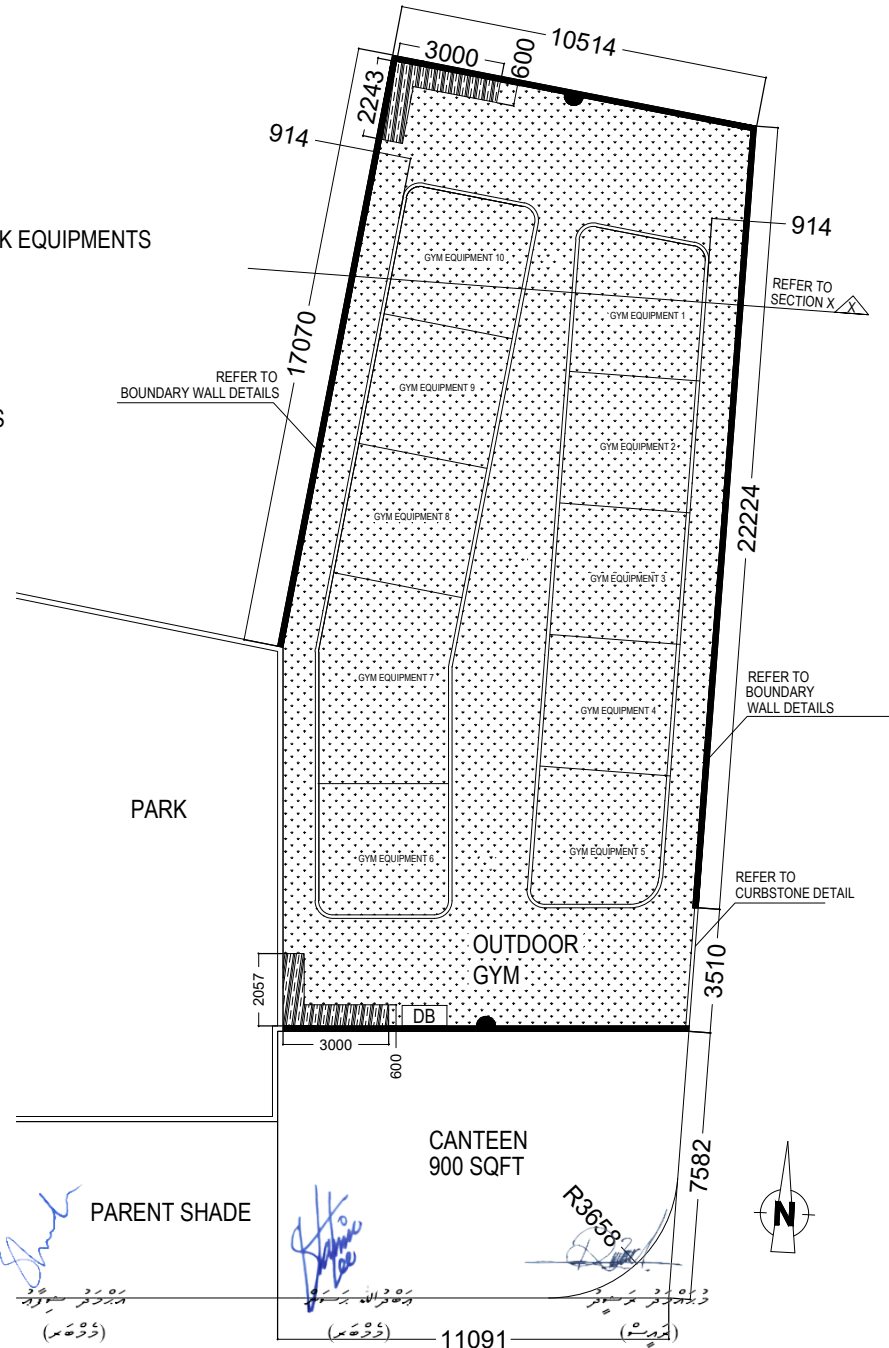 10514
3000
600
2243
914
914
K EQUIPMENTS
GYM EQUIPMENT 10
REFER TO
SECTION X
X
GYM EQUIPMENT 1
17070
REFER TO
BOUNDARY WALL DETAILS
GYM EQUIPMENT 9
S
GYM EQUIPMENT 2
GYM EQUIPMENT 8
22224
GYM EQUIPMENT 3
GYM EQUIPMENT 7
REFER TO
BOUNDARY
WALL DETAILS
GYM EQUIPMENT 4
PARK
GYM EQUIPMENT 6
GYM EQUIPMENT 5
REFER TO
CURBSTONE DETAIL
OUTDOOR
GYM
3510
2057
DB
3000
600
CANTEEN
900 SQFT
7582
PARENT SHADE
R3658
N
އަޙްމަދު ޝިފާޢު
ޢަބްދުﷲ ޙަސަން
މުޙައްމަދު ރަޝީދު
(މެމްބަރ)
(މެމްބަރ)
(ރައީސް)
11091